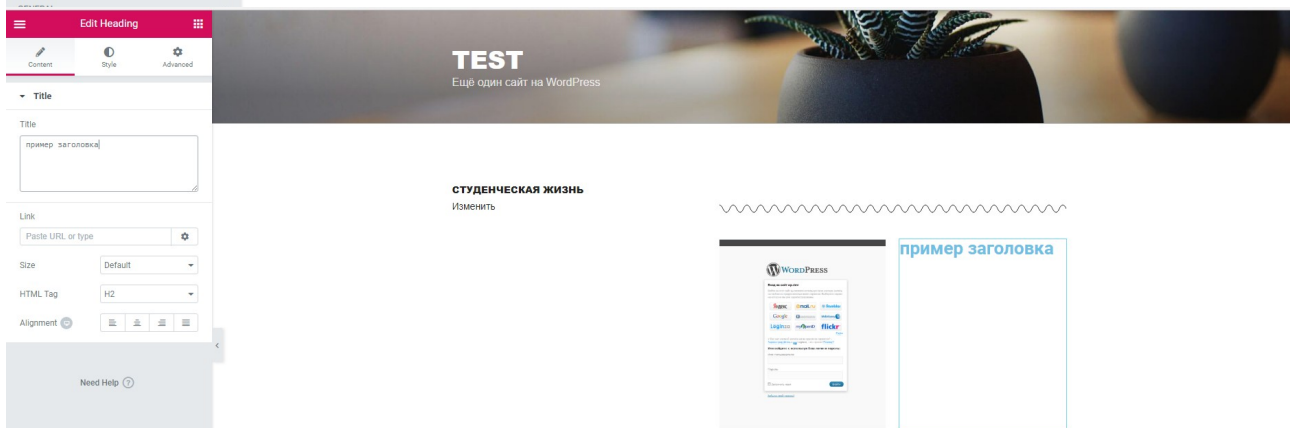 Edit Heading
Content
Style
Advanced
Title
Title
пример заголовка
Link
Paste URL or type
Size
Default
HTML Tag
H2
Alignment
Need Help ?
TEST
Ещё один сайт на WordPress
СТУДЕНЧЕСКАЯ ЖИЗНЬ
Изменить
WORDPRESS
Google
flickr
пример заголовка